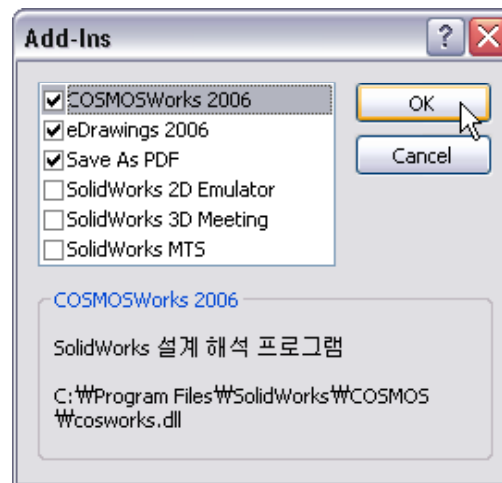 Add-Ins
COSMOSWorks 2006
eDrawings 2006
Save As PDF
SolidWorks 2D Emulator
SolidWorks 3D Meeting
SolidWorks MTS
OK
Cancel
COSMOSWorks 2006
SolidWorks 설계 해석 프로그램
C:₩Program Files₩SolidWorks₩COSMOS
₩cosworks.dll